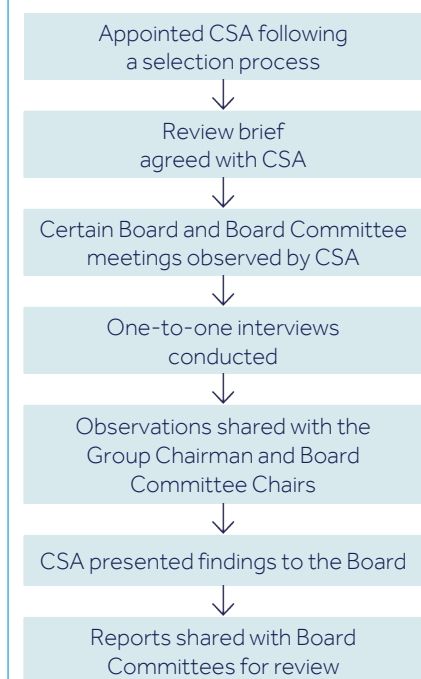 Appointed CSA following
a selection process
Review brief
agreed with CSA
Certain Board and Board Committee
meetings observed by CSA
One-to-one interviews
conducted
Observations shared with the
Group Chairman and Board
Committee Chairs
CSA presented findings to the Board
Reports shared with Board
Committees for review